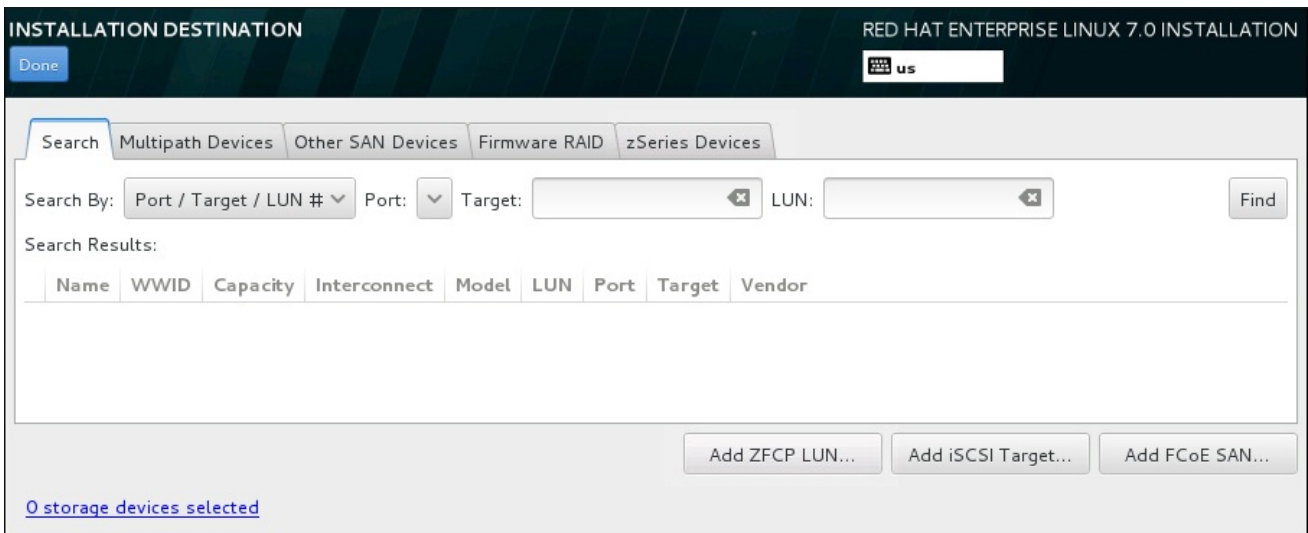 INSTALLATION DESTINATION
RED HAT ENTERPRISE LINUX 7.0 INSTALLATION
Done
us
Search Multipath Devices Other SAN Devices Firmware RAID zSeries Devices
Search By: Port / Target / LUN # Port: Target: LUN: Find
Search Results:
Name WWID Capacity Interconnect Model LUN Port Target Vendor
Add ZFCP LUN... Add iSCSI Target... Add FCoE SAN...
0 storage devices selected